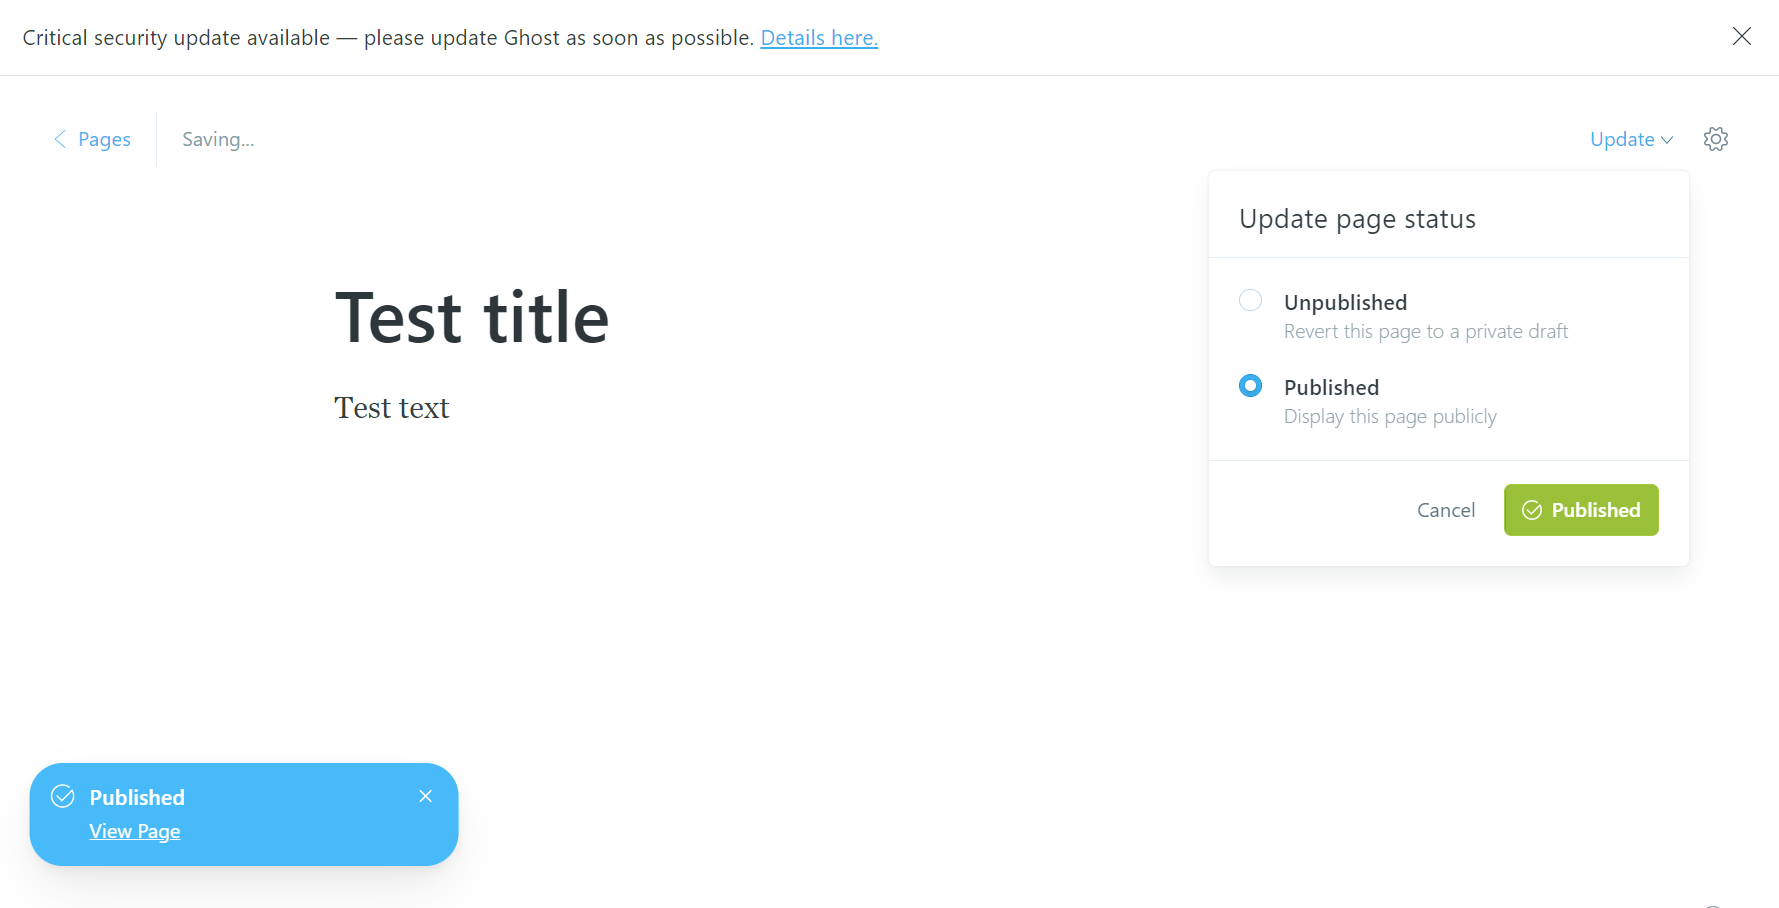 Critical security update available — please update Ghost as soon as possible. Details here.
Pages
Saving...
Update
Update page status
Unpublished
Revert this page to a private draft
Published
Display this page publicly
Cancel
Published
Test title
Test text
Published
View Page